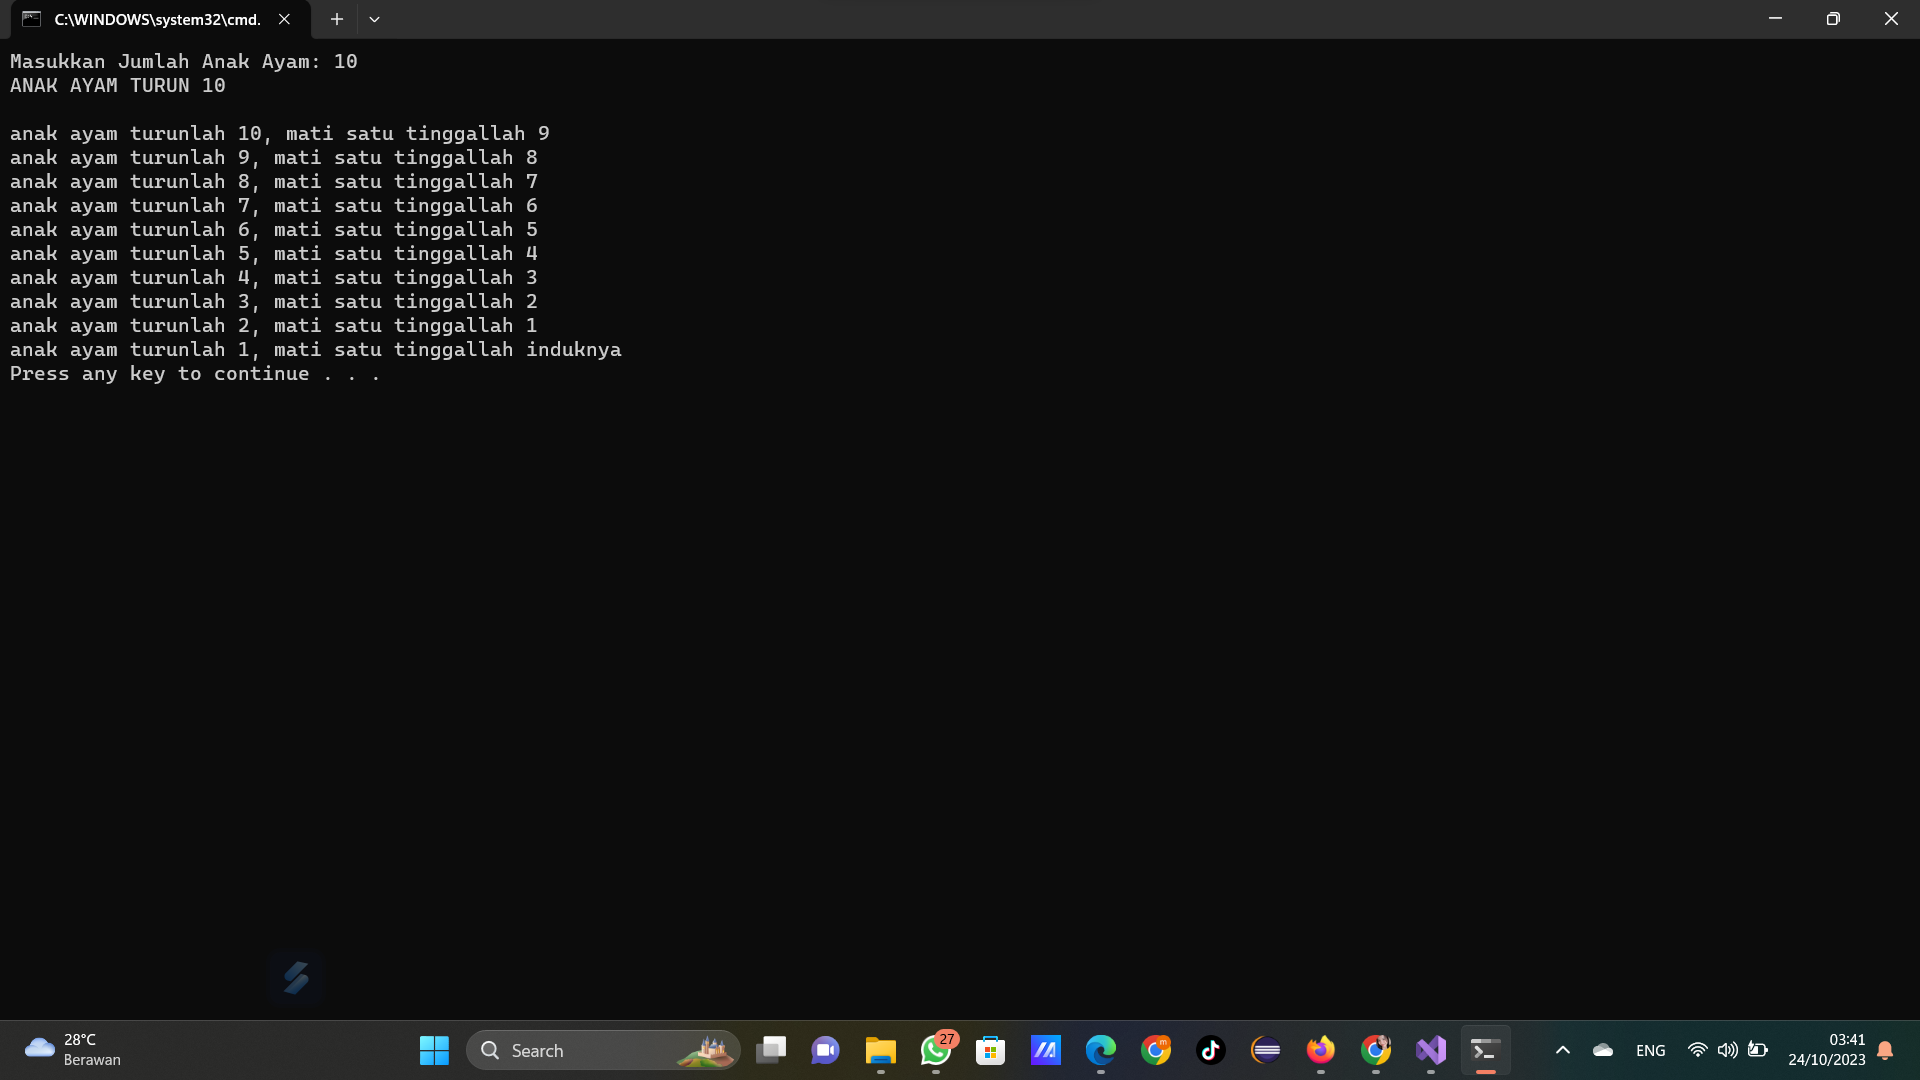 C:\WINDOWS\system32\cmd.
Masukkan Jumlah Anak Ayam: 10
ANAK AYAM TURUN 10
anak ayam turunlah 10, mati satu tinggallah 9
anak ayam turunlah 9, mati satu tinggallah 8
anak ayam turunlah 8, mati satu tinggallah 7
anak ayam turunlah 7, mati satu tinggallah 6
anak ayam turunlah 6, mati satu tinggallah 5
anak ayam turunlah 5, mati satu tinggallah 4
anak ayam turunlah 4, mati satu tinggallah 3
anak ayam turunlah 3, mati satu tinggallah 2
anak ayam turunlah 2, mati satu tinggallah 1
anak ayam turunlah 1, mati satu tinggallah induknya
Press any key to continue . . .
28°C
Berawan
Search
27
m
ENG
03:41
24/10/2023